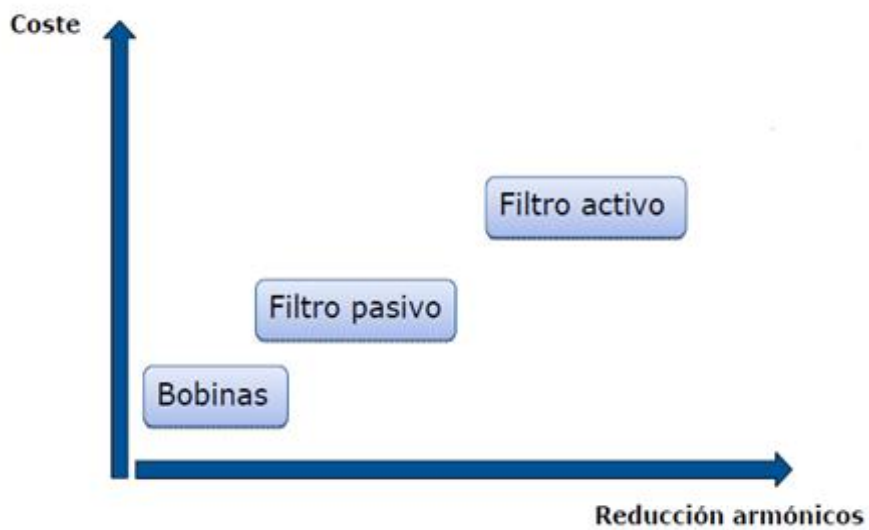 Coste
Filtro activo
Filtro pasivo
Bobinas
Reducción armónicos